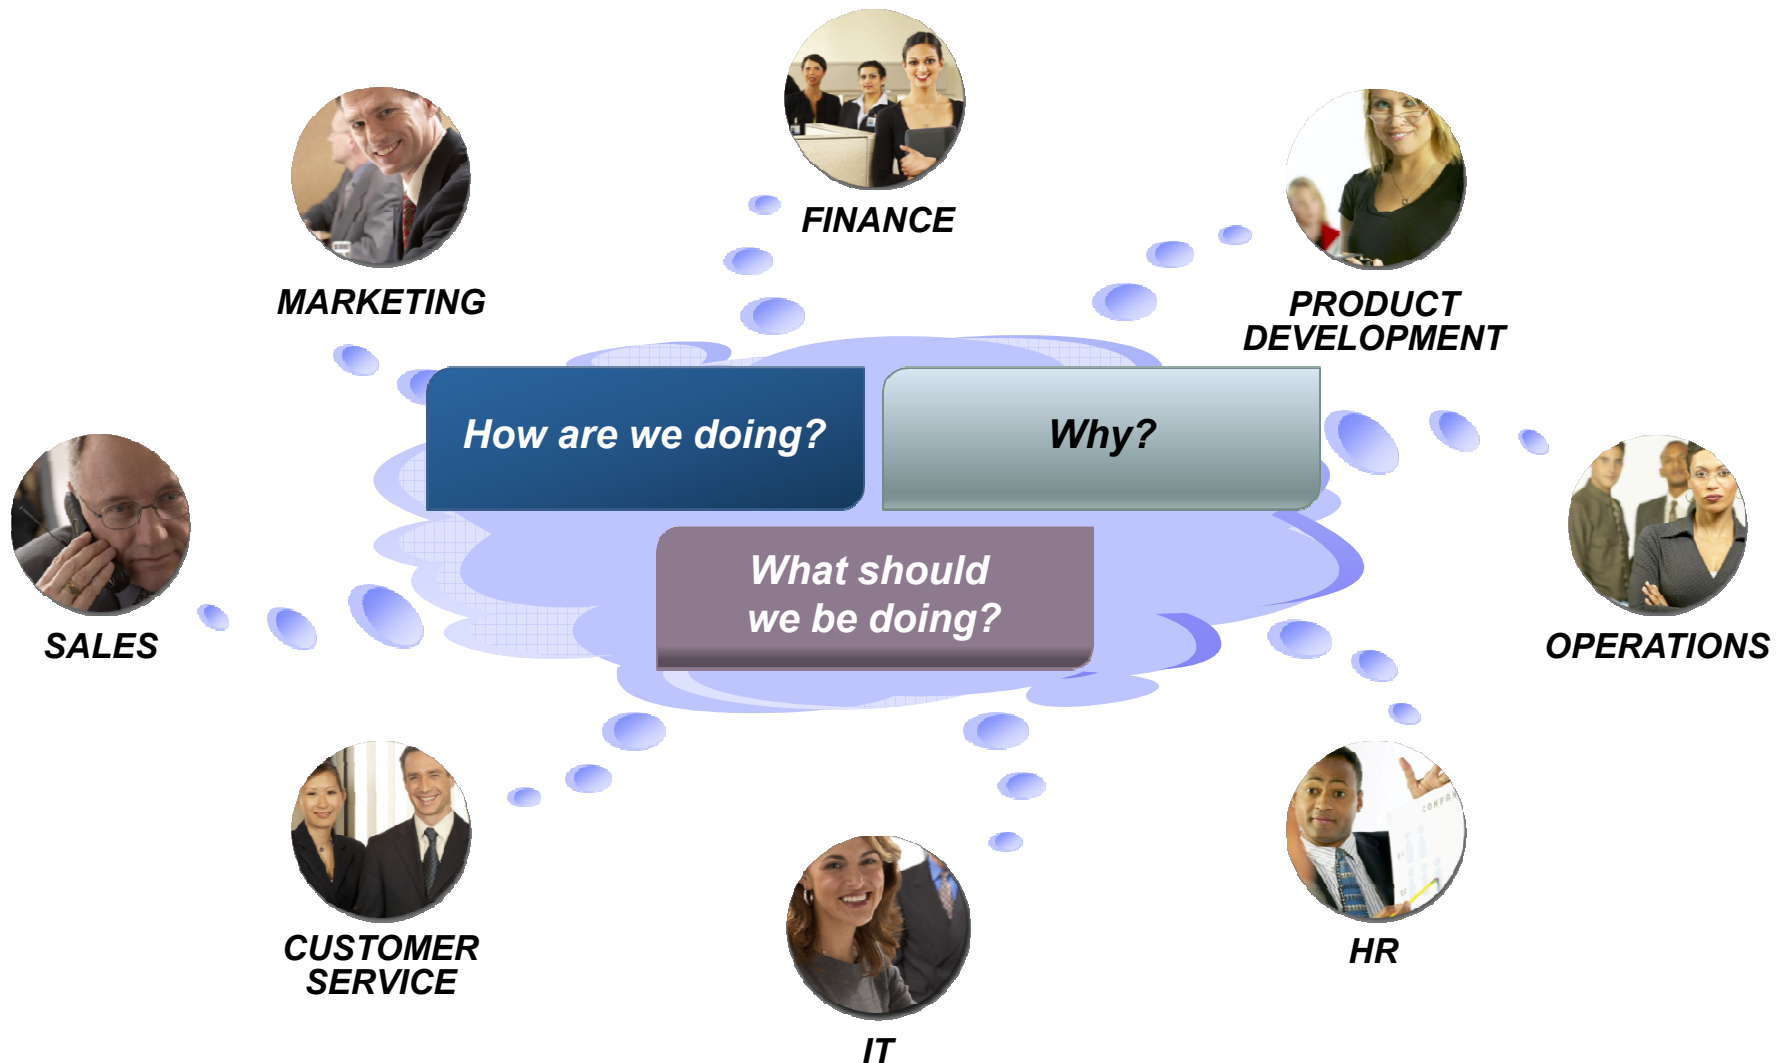 FINANCE
MARKETING
PRODUCT
DEVELOPMENT
How are we doing?
Why?
What should
we be doing?
SALES
OPERATIONS
CUSTOMER
SERVICE
HR
IT